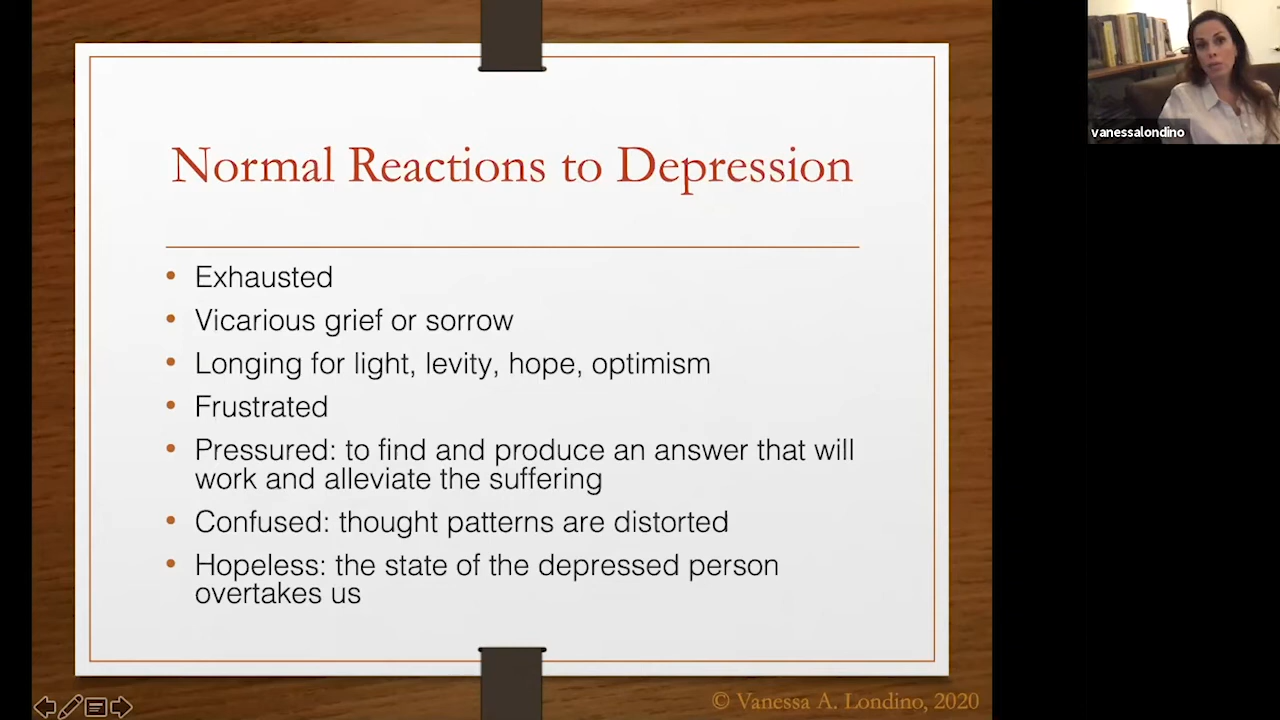 Normal Reactions to Depression
• Exhausted
• Vicarious grief or sorrow
• Longing for light, levity, hope, optimism
• Frustrated
• Pressured: to find and produce an answer that will
work and alleviate the suffering
• Confused: thought patterns are distorted
• Hopeless: the state of the depressed person
overtakes us
© Vanessa A. Londino, 2020
vanessalondino